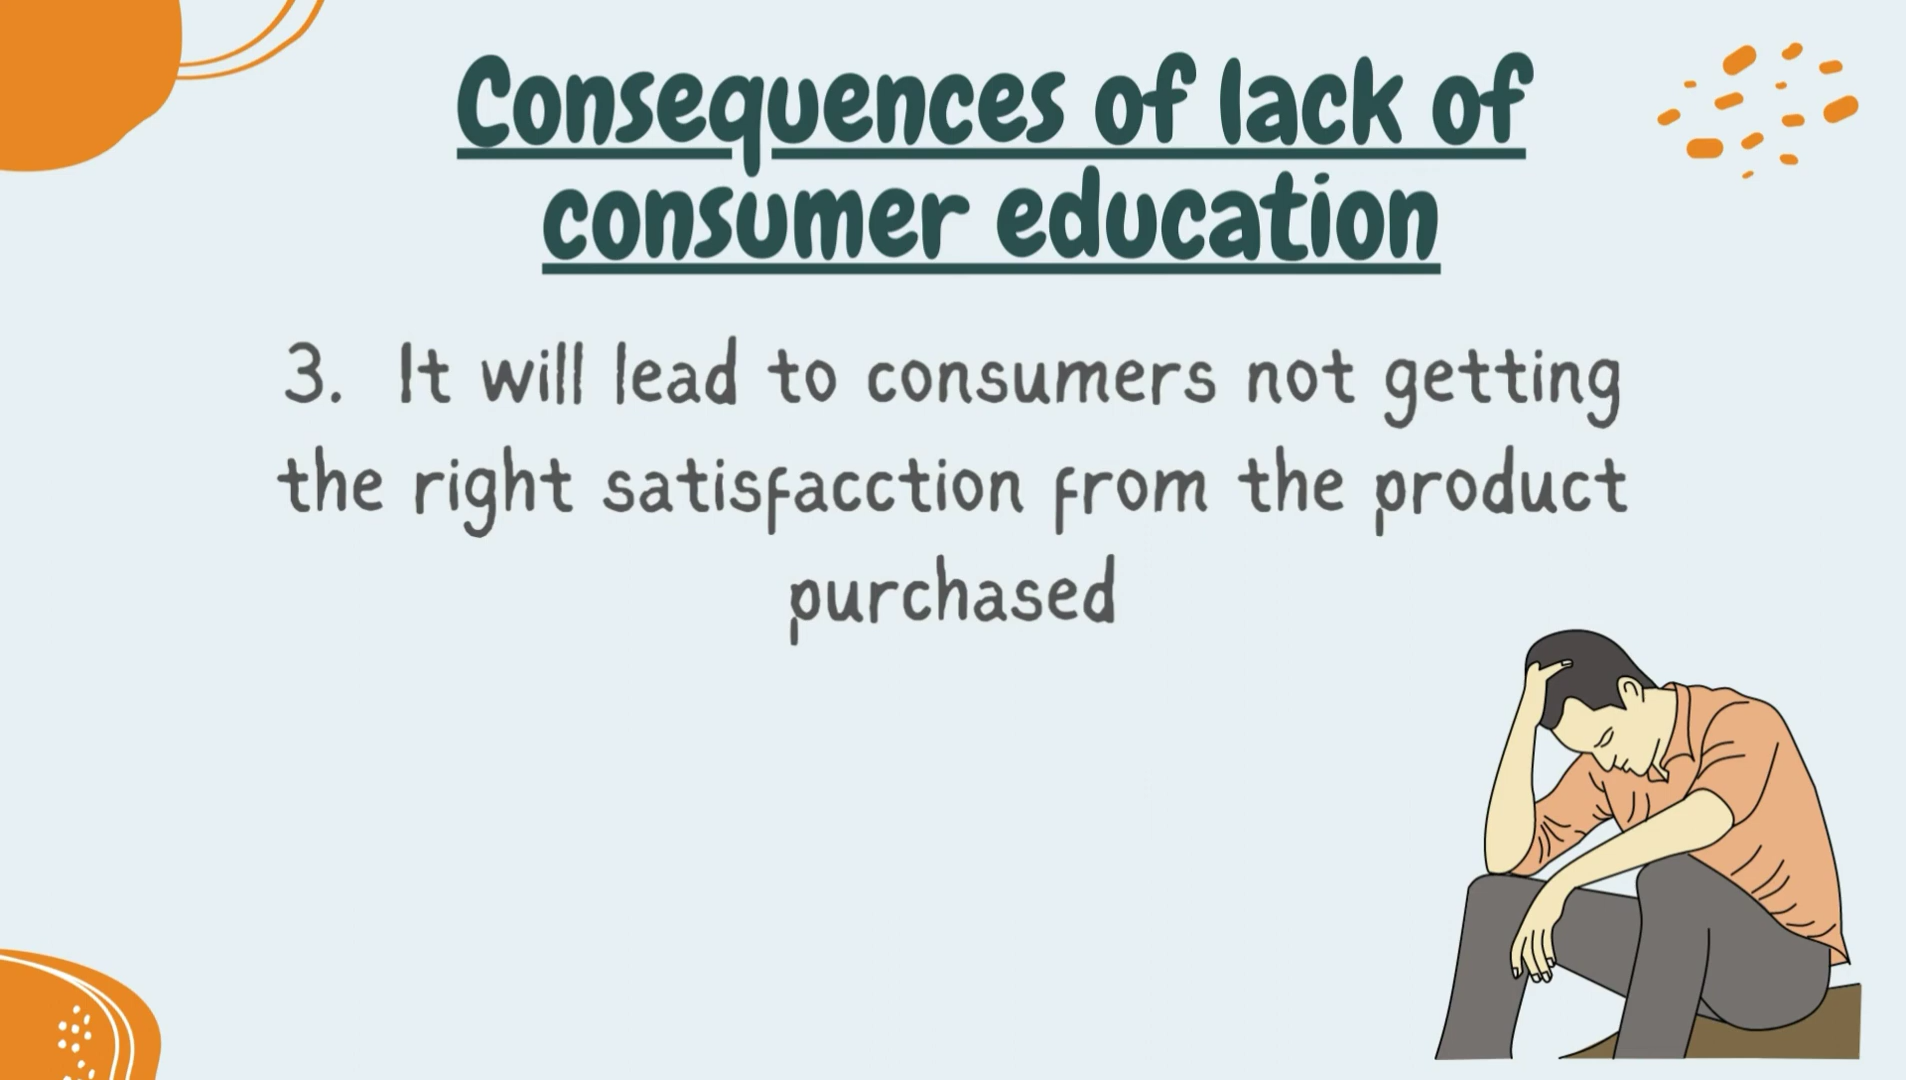 Consequences of lack of
consumer education
3. It will lead to consumers not getting
the right satisfacction from the product
purchased